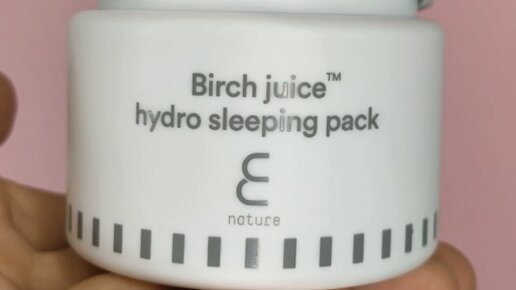 Birch juice™
hydro sleeping pack
nature